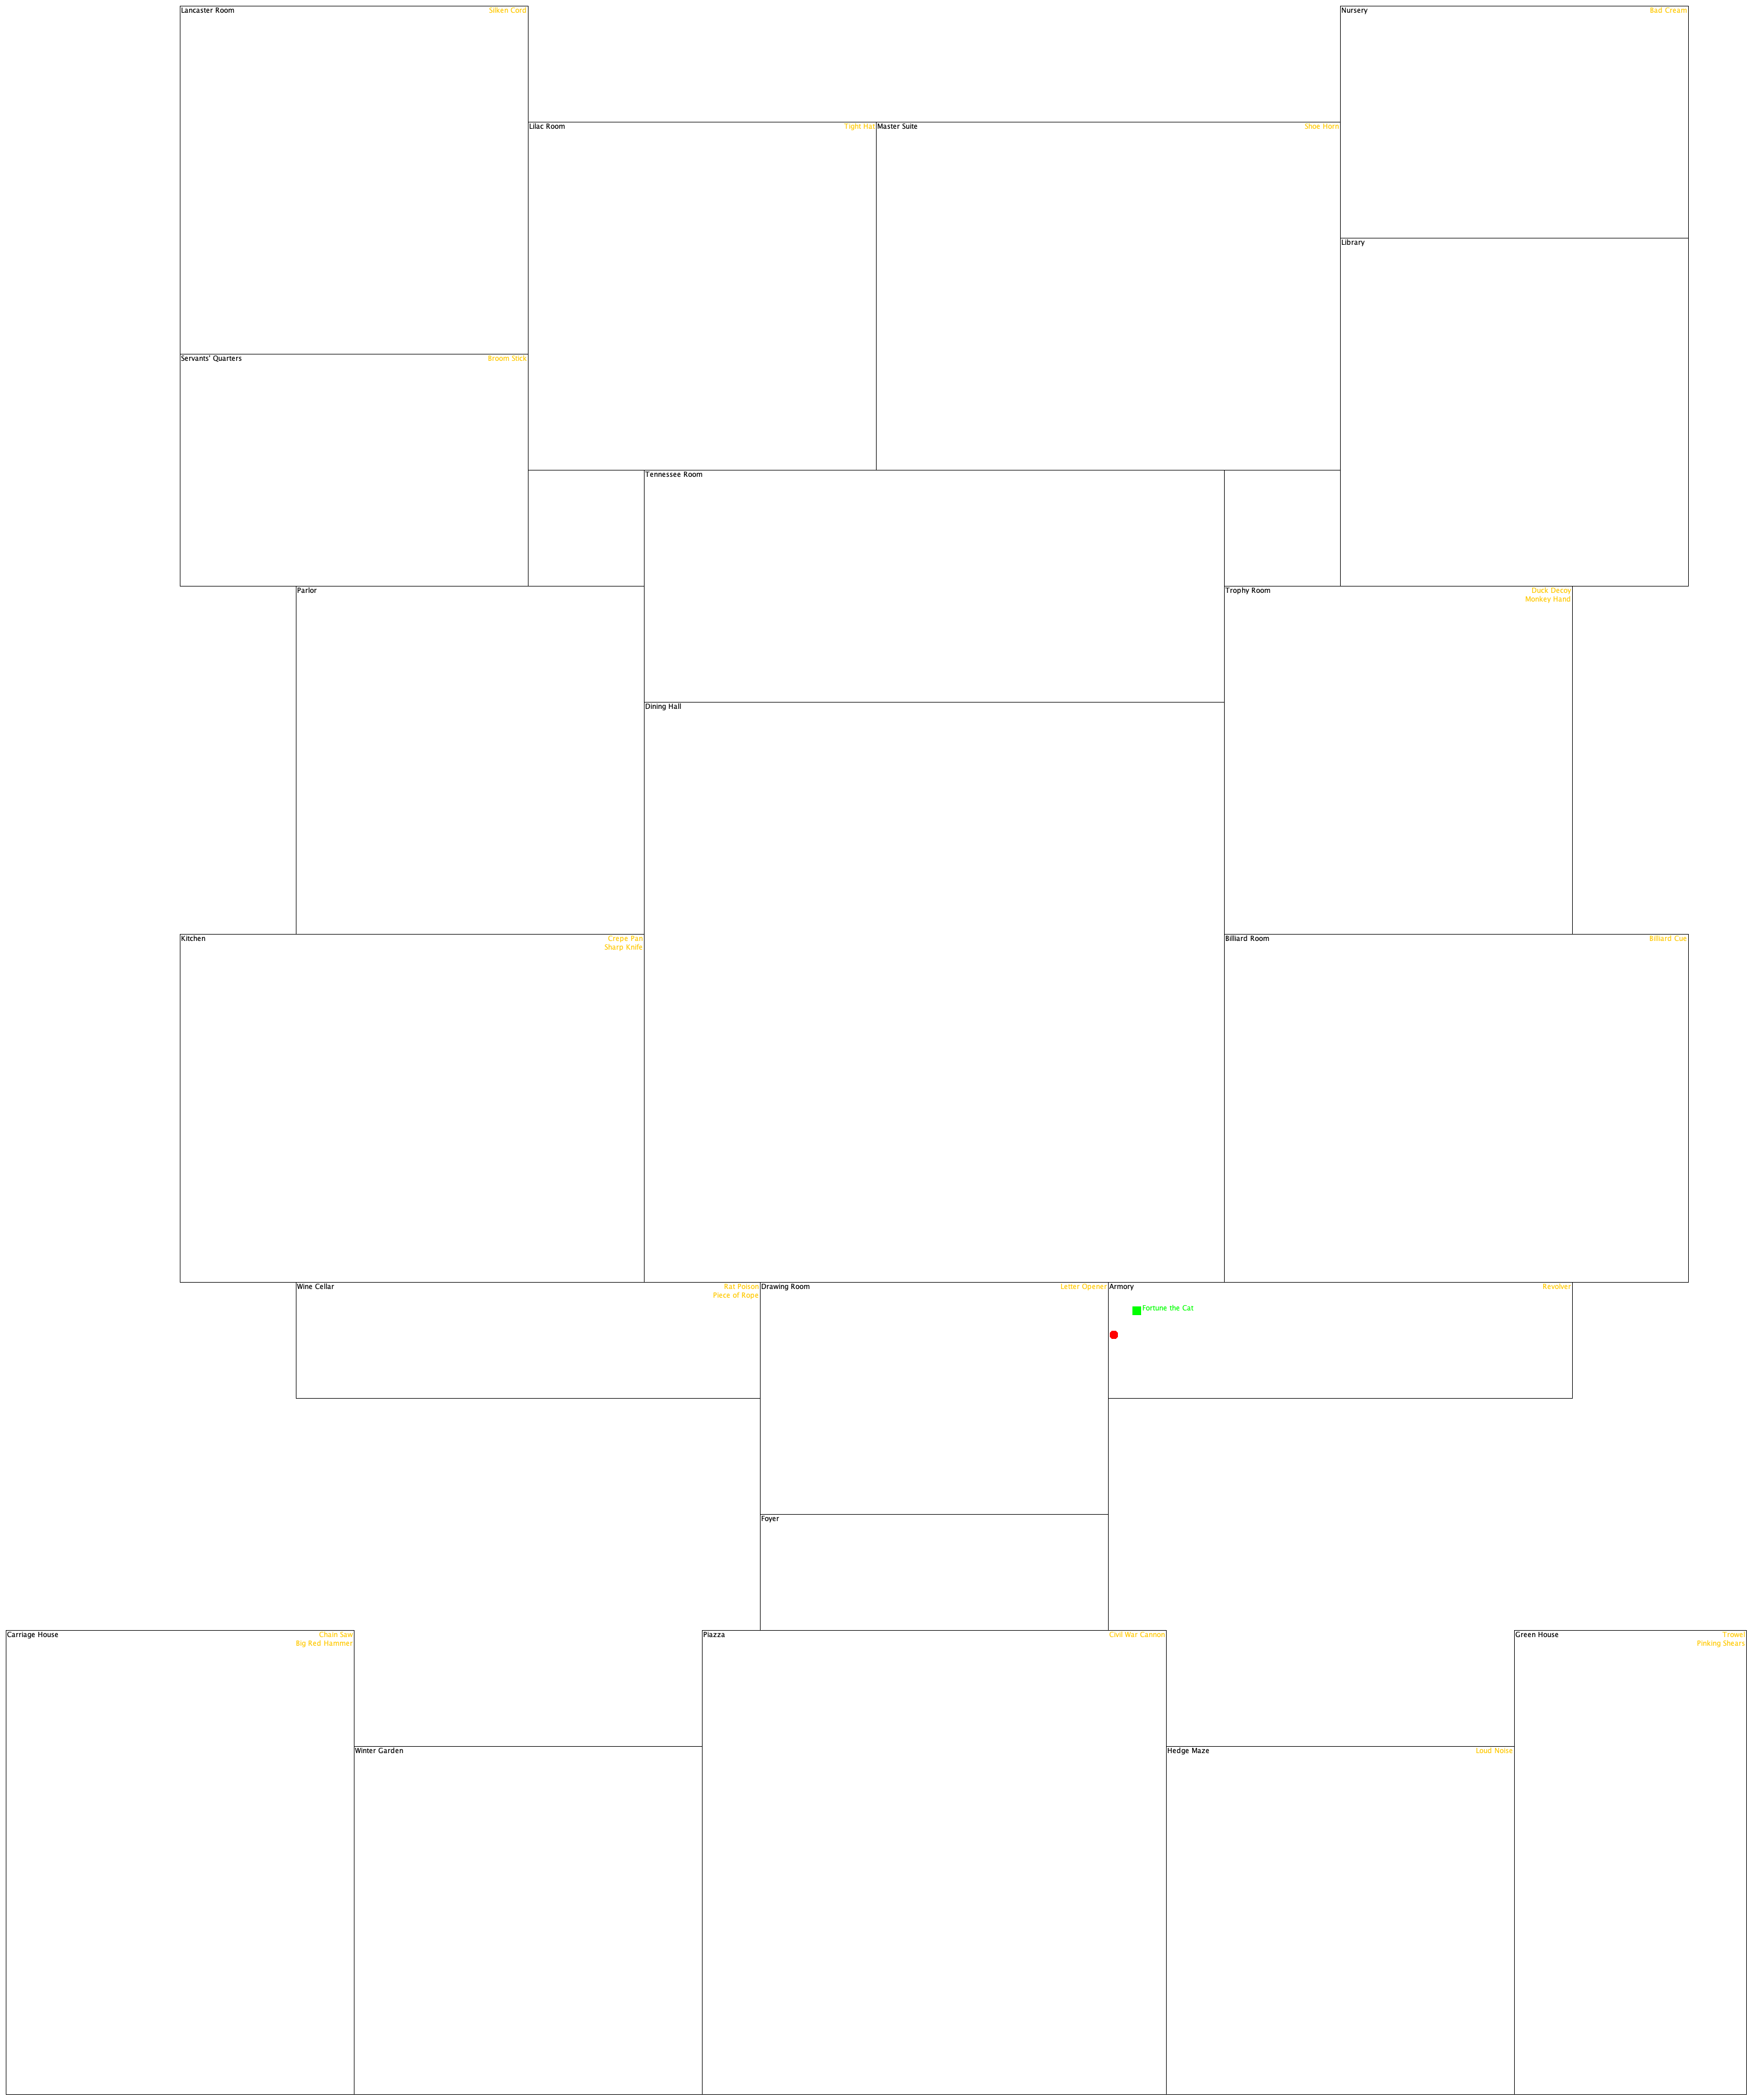 Lancaster Room
Silken Cord
Nursery
Bad Cream
Lilac Room
Tight Hat
Master Suite
Shoe Horn
Library
Servants' Quarters
Broom Stick
Tennessee Room
Parlor
Trophy Room
Duck Decoy
Monkey Hand
Dining Hall
Kitchen
Crepe Pan
Sharp Knife
Billiard Room
Billiard Cue
Wine Cellar
Rat Poison
Piece of Rope
Drawing Room
Letter Opener
Armory
Revolver
Fortune the Cat
Foyer
Carriage House
Chain Saw
Big Red Hammer
Piazza
Civil War Cannon
Green House
Trowel
Pinking Shears
Winter Garden
Hedge Maze
Loud Noise